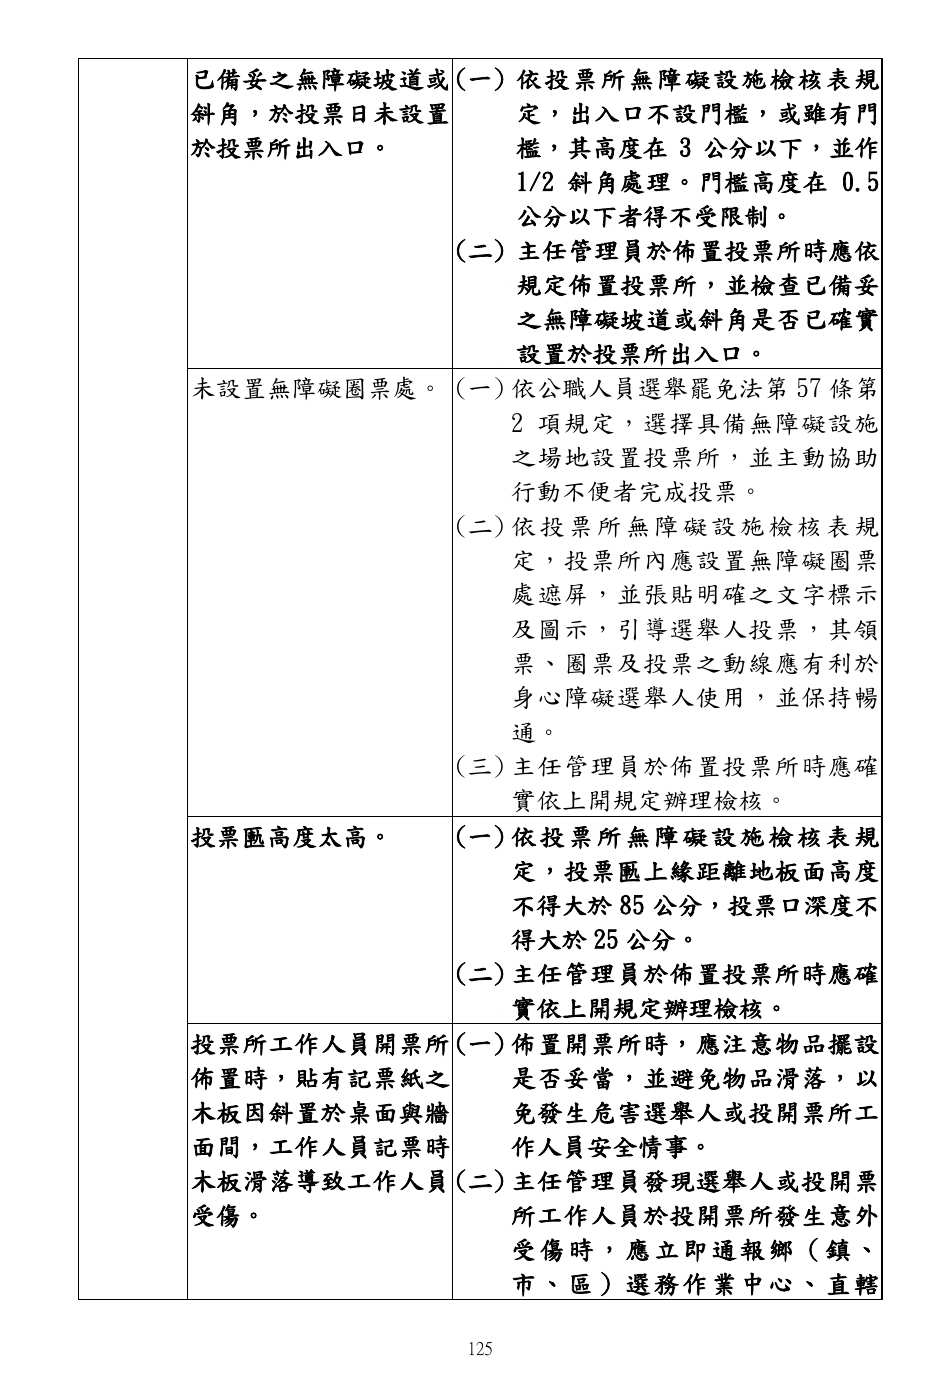 已備妥之無障礙坡道或
斜角，於投票日未設置
於投票所出入口。
(一) 依投票所無障礙設施檢核表規
定，出入口不設門檻，或雖有門
檻，其高度在 3 公分以下，並作
1/2 斜角處理。門檻高度在 0.5
公分以下者得不受限制。
(二) 主任管理員於佈置投票所時應依
規定佈置投票所，並檢查已備妥
之無障礙坡道或斜角是否已確實
設置於投票所出入口。
未設置無障礙圈票處。
(一)依公職人員選舉罷免法第 57 條第
2 項規定，選擇具備無障礙設施
之場地設置投票所，並主動協助
行動不便者完成投票。
(二)依投票所無障礙設施檢核表規
定，投票所內應設置無障礙圈票
處遮屏，並張貼明確之文字標示
及圖示，引導選舉人投票，其領
票、圈票及投票之動線應有利於
身心障礙選舉人使用，並保持暢
通。
(三)主任管理員於佈置投票所時應確
實依上開規定辦理檢核。
投票匭高度太高。
(一)依投票所無障礙設施檢核表規
定，投票匭上緣距離地板面高度
不得大於 85 公分，投票口深度不
得大於 25 公分。
(二)主任管理員於佈置投票所時應確
實依上開規定辦理檢核。
投票所工作人員開票所
佈置時，貼有記票紙之
木板因斜置於桌面與牆
面間，工作人員記票時
木板滑落導致工作人員
受傷。
(一)佈置開票所時，應注意物品擺設
是否妥當，並避免物品滑落，以
免發生危害選舉人或投開票所工
作人員安全情事。
(二)主任管理員發現選舉人或投開票
所工作人員於投開票所發生意外
受傷時，應立即通報鄉（鎮、
市、區）選務作業中心、直轄
125